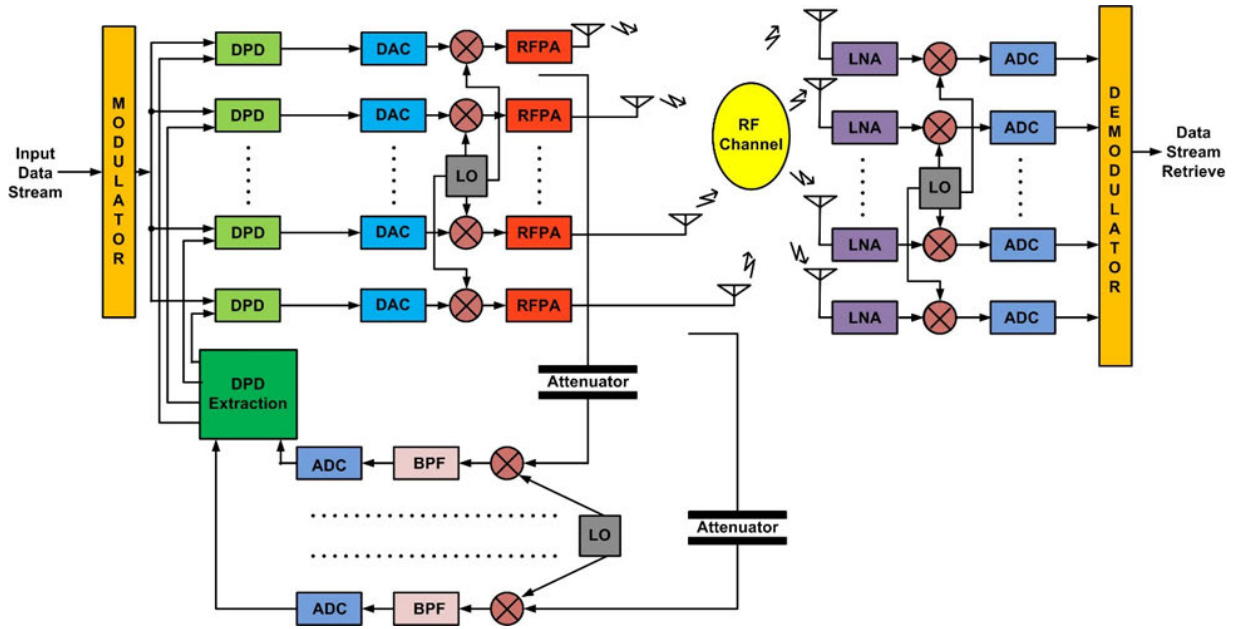 MODULATOR
Input
Data
Stream
DPD
DAC
RFPA
DPD
DAC
RFPA
LO
DPD
DAC
RFPA
DPD
DAC
RFPA
RF
Channel
LNA
ADC
LNA
ADC
LO
LNA
ADC
LNA
ADC
DEMODULATOR
Data
Stream
Retrieve
DPD
Extraction
Attenuator
ADC
BPF
LO
Attenuator
ADC
BPF